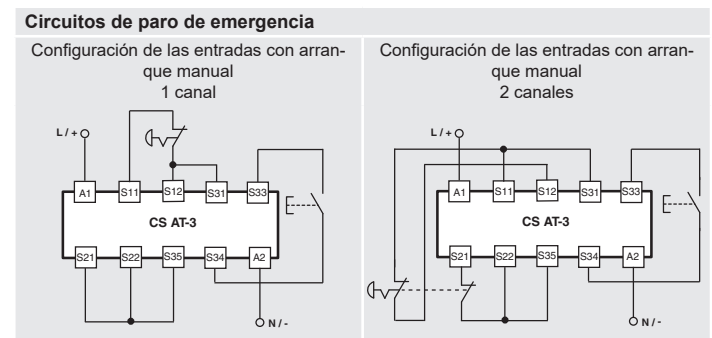 Circuitos de paro de emergencia
Configuración de las entradas con arran-
que manual
1 canal
L / +
A1 S11 S12 S31 S33
CS AT-3
S21 S22 S35 S34 A2
N / -
Configuración de las entradas con arran-
que manual
2 canales
L / +
A1 S11 S12 S31 S33
CS AT-3
S21 S22 S35 S34 A2
N / -